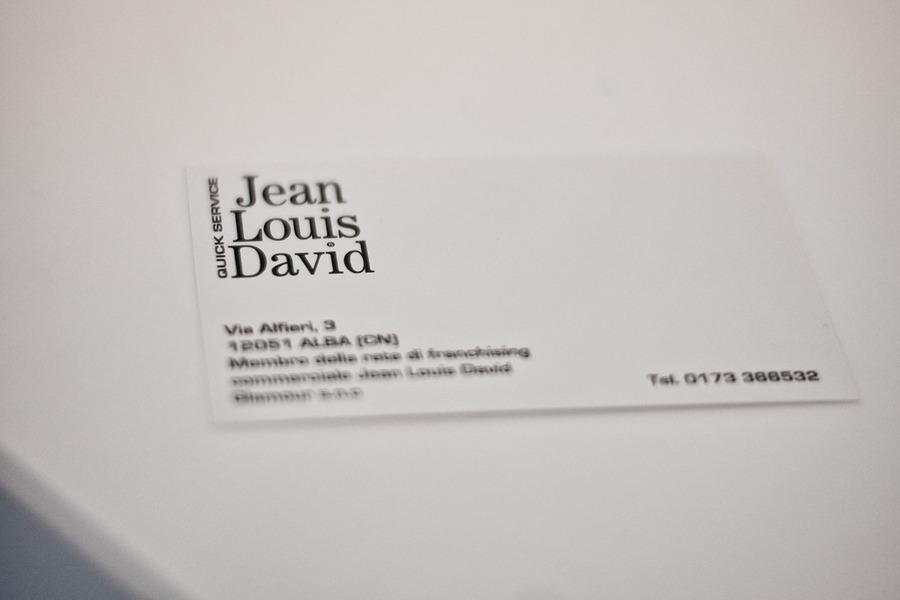 QUICK SERVICE
Jean
Louis
David
Via Alfieri, 3
12051 ALBA (CN)
Membro della rete di franchising
commerciale Jean Louis David
Glamour s.n.c
Tel. 0173 366532